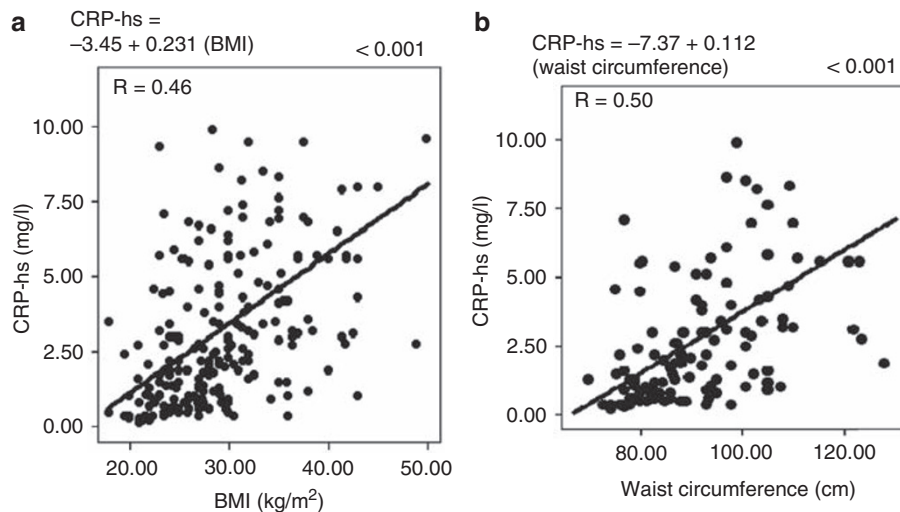 a
CRP-hs =
–3.45 + 0.231 (BMI)
< 0.001
R = 0.46
10.00
7.50
5.00
2.50
0.00
CRP-hs (mg/l)
20.00 30.00 40.00 50.00
BMI (kg/m²)
b
CRP-hs = –7.37 + 0.112
(waist circumference)
< 0.001
R = 0.50
10.00
7.50
5.00
2.50
0.00
CRP-hs (mg/l)
80.00 100.00 120.00
Waist circumference (cm)